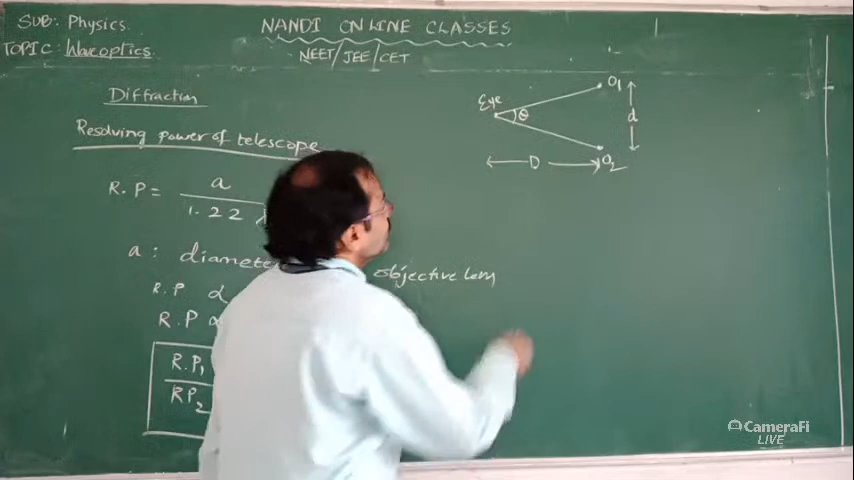 SUB: Physics
TOPIC: Waveoptics
NANDI ONLINE CLASSES
NEET/JEE/CET
Diffraction
Resolving power of telescope
R.P = a
1.22 λ
a: diameter
objective lens
R.P α
R.P α
R.P1
RP2
Eye
θ
O1
d
D
O2
CameraFi
LIVE